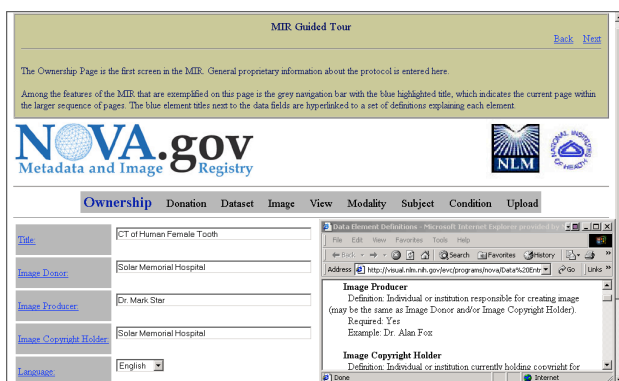 MIR Guided Tour
Back Next
The Ownership Page is the first screen in the MIR. General proprietary information about the protocol is entered here.
Among the features of the MIR that are exemplified on this page is the grey navigation bar with the blue highlighted title, which indicates the current page within
the larger sequence of pages. The blue element titles next to the data fields are hyperlinked to a set of definitions explaining each element.
NOVA.gov
Metadata and Image Registry
NLM
NATIONAL INSTITUTES OF HEALTH
Ownership Donation Dataset Image View Modality Subject Condition Upload
Title: CT of Human Female Tooth
Image Donor: Solar Memorial Hospital
Image Producer: Dr. Mark Star
Image Copyright Holder: Solar Memorial Hospital
Language: English
Data Element Definitions - Microsoft Internet Explorer provided by
File Edit View Favorites Tools Help
Back Search Favorites History »
Address http://visual.nlm.nih.gov/evc/programs/nova/Data%20Entr Go Links »
Image Producer
Definition: Individual or institution responsible for creating image
(may be the same as Image Donor and/or Image Copyright Holder).
Required: Yes
Example: Dr. Alan Fox
Image Copyright Holder
Definition: Individual or institution currently holding copyright for
Done Internet